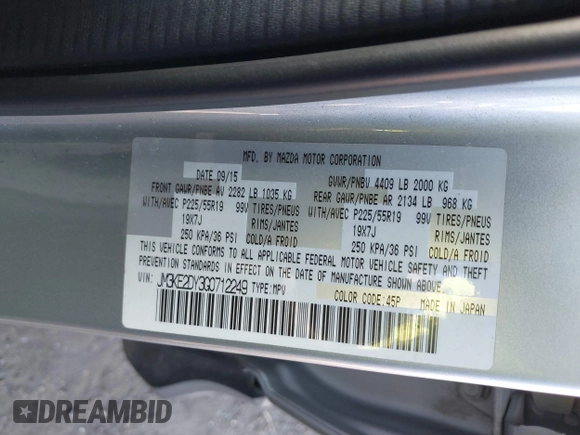 MFD. BY MAZDA MOTOR CORPORATION
DATE 09/15 GVWR/PNBV 4409 LB 2000 KG
FRONT GAWR/PNBE AV 2282 LB 1035 KG REAR GAWR/PNBE AR 2134 LB 968 KG
WITH/AVEC P225/55R19 99V TIRES/PNEUS WITH/AVEC P225/55R19 99V TIRES/PNEUS
19X7J RIMS/JANTES 19X7J RIMS/JANTES
250 KPA/36 PSI COLD/A FROID 250 KPA/36 PSI COLD/A FROID
THIS VEHICLE CONFORMS TO ALL APPLICABLE FEDERAL MOTOR VEHICLE SAFETY AND THEFT
PREVENTION STANDARDS IN EFFECT ON THE DATE OF MANUFACTURE SHOWN ABOVE.
VIN: JM3KE2DY3G0712249 TYPE:MPV COLOR CODE:45P MADE IN JAPAN
DREAMBID